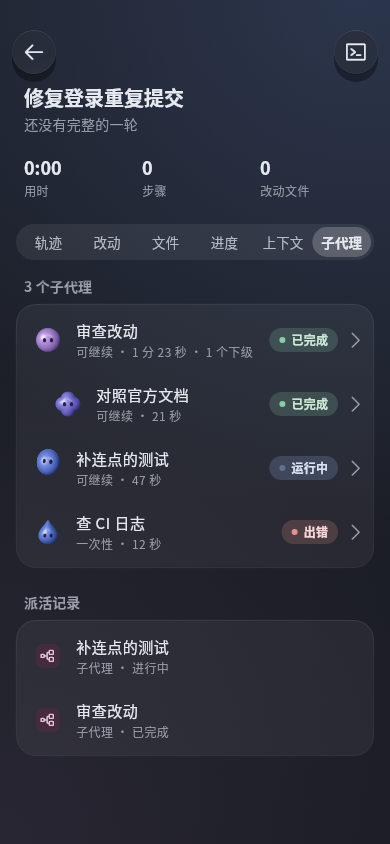 修复登录重复提交
还没有完整的一轮
0:00
用时
0
步骤
0
改动文件
轨迹 改动 文件 进度 上下文 子代理
3 个子代理
审查改动
可继续 · 1 分 23 秒 · 1 个下级
已完成
对照官方文档
可继续 · 21 秒
已完成
补连点的测试
可继续 · 47 秒
运行中
查 CI 日志
一次性 · 12 秒
出错
派活记录
补连点的测试
子代理 · 进行中
审查改动
子代理 · 已完成